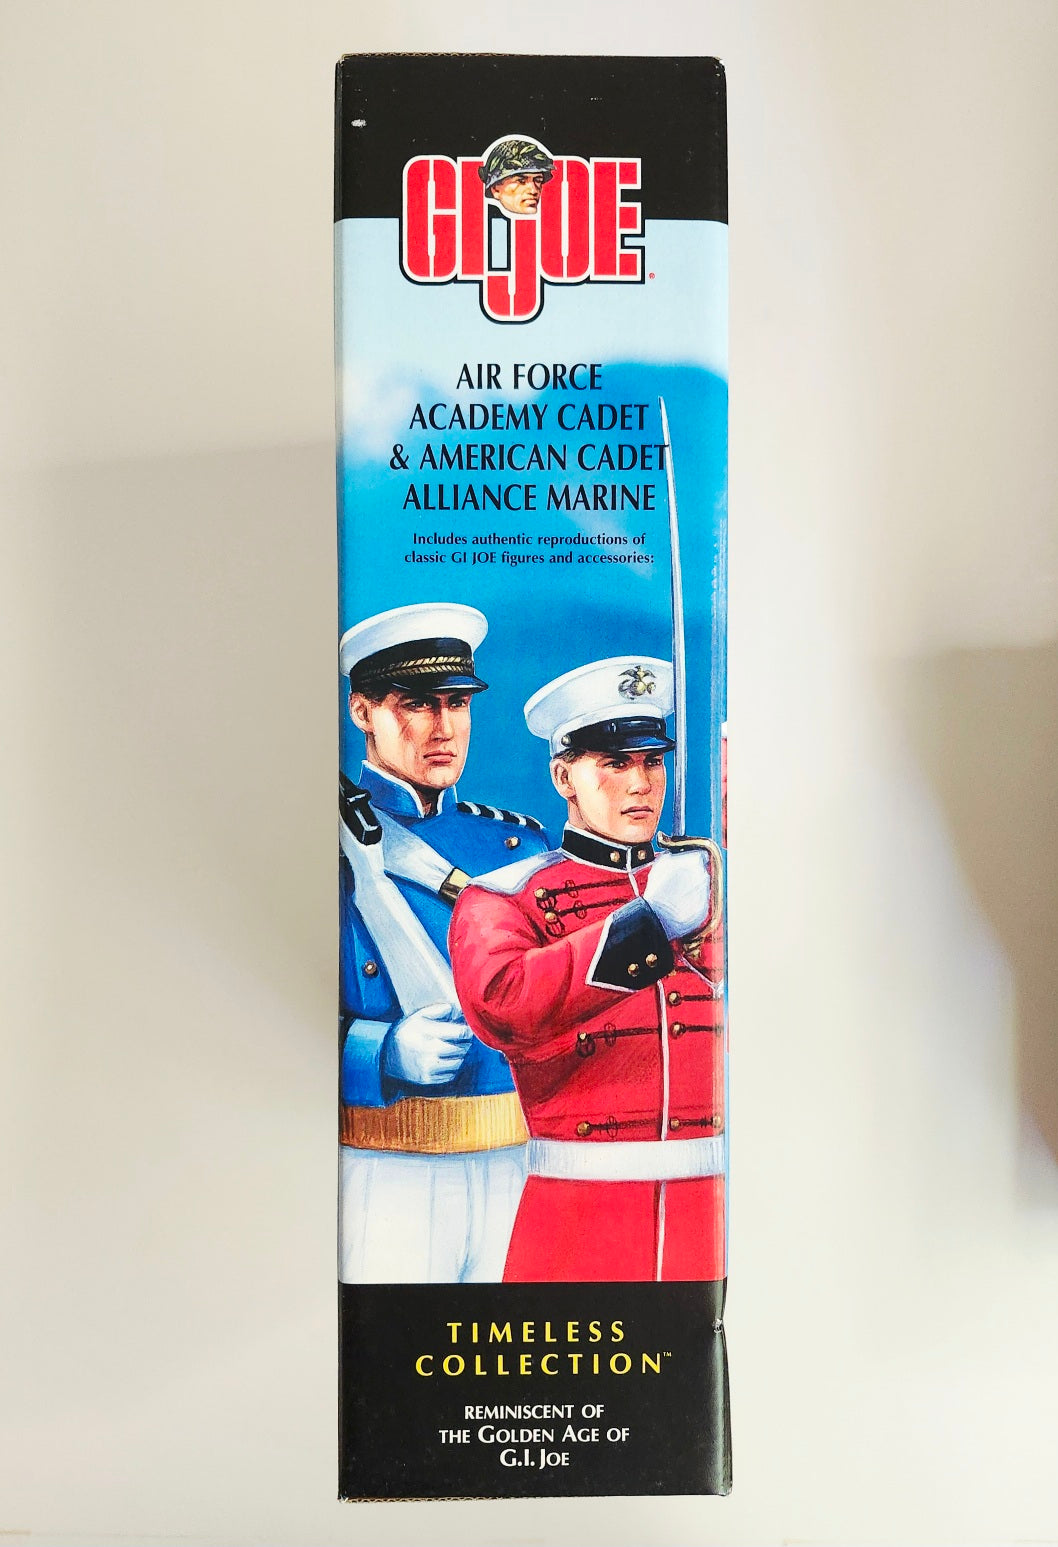 GI JOE®
AIR FORCE
ACADEMY CADET
& AMERICAN CADET
ALLIANCE MARINE
Includes authentic reproductions of
classic GI JOE figures and accessories:
TIMELESS
COLLECTION™
REMINISCENT OF
THE GOLDEN AGE OF
G.I. JOE